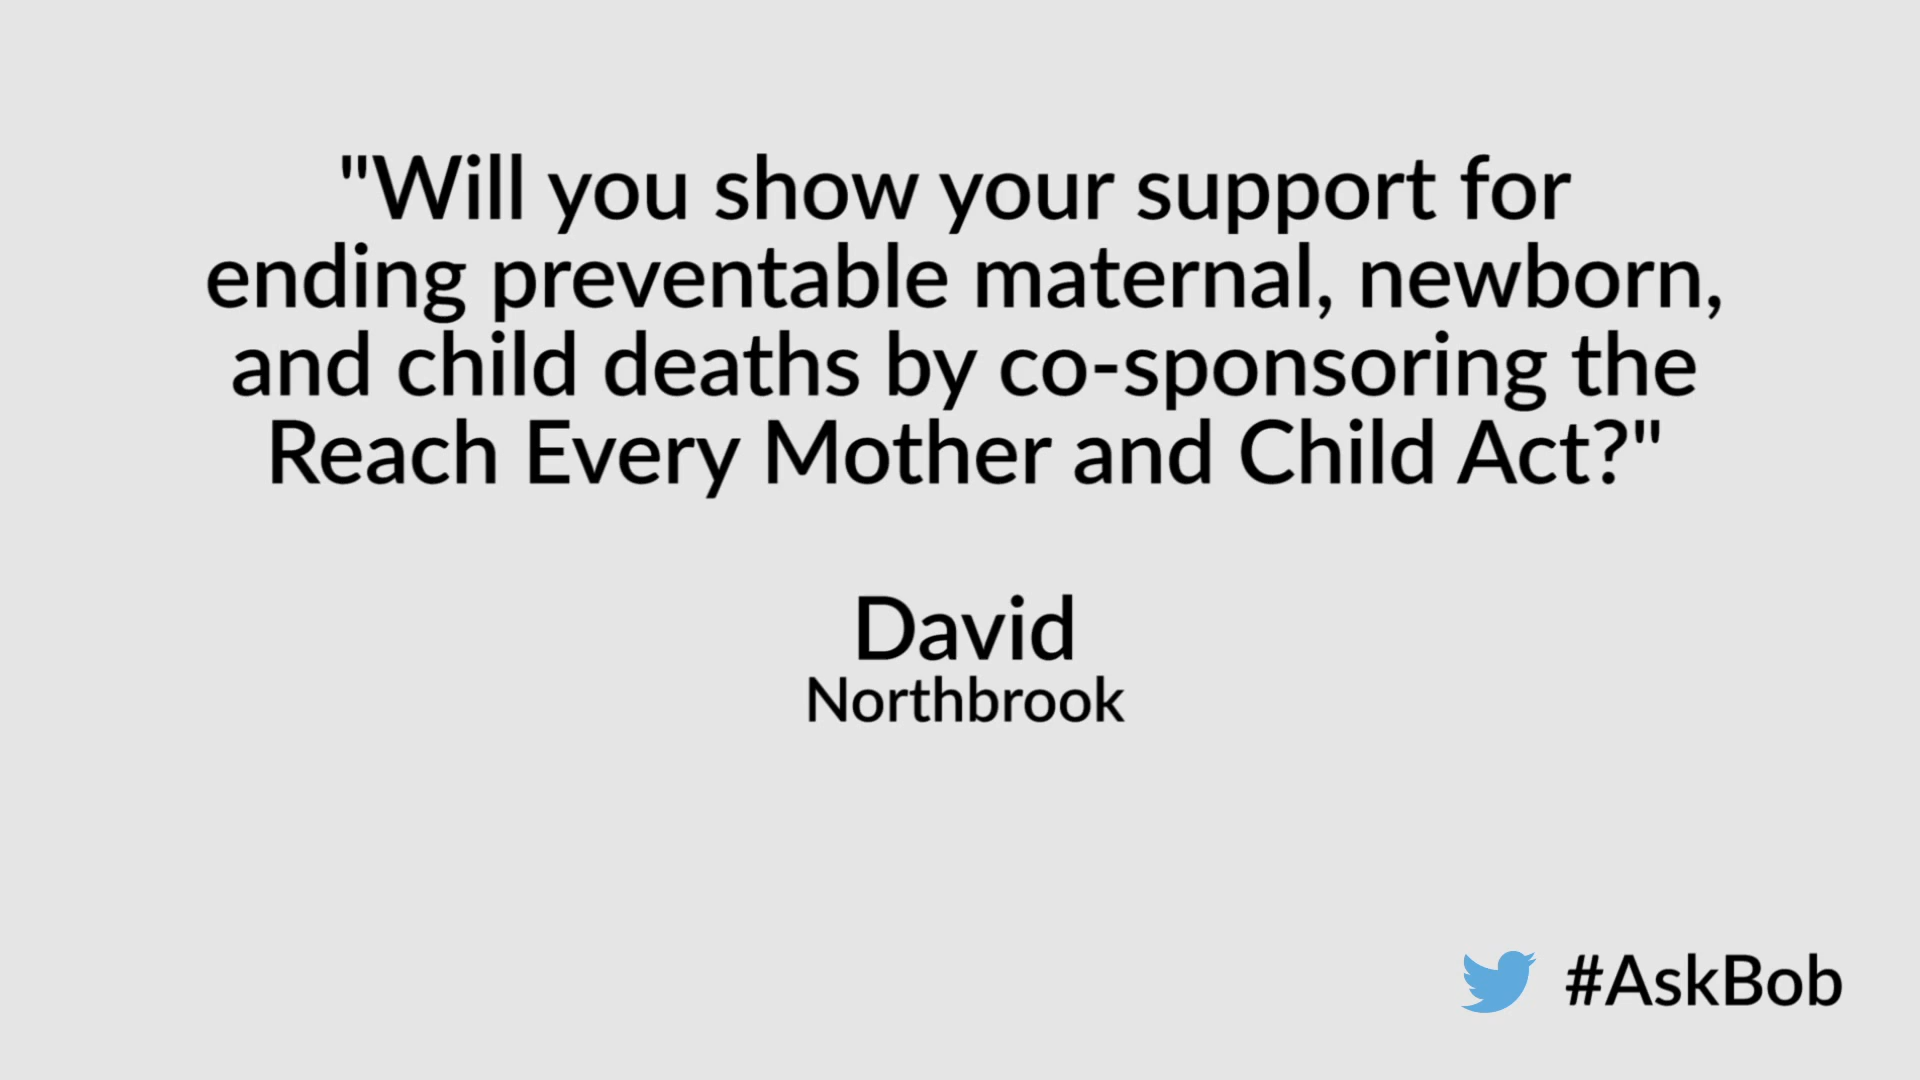 "Will you show your support for
ending preventable maternal, newborn,
and child deaths by co-sponsoring the
Reach Every Mother and Child Act?"
David
Northbrook
#AskBob